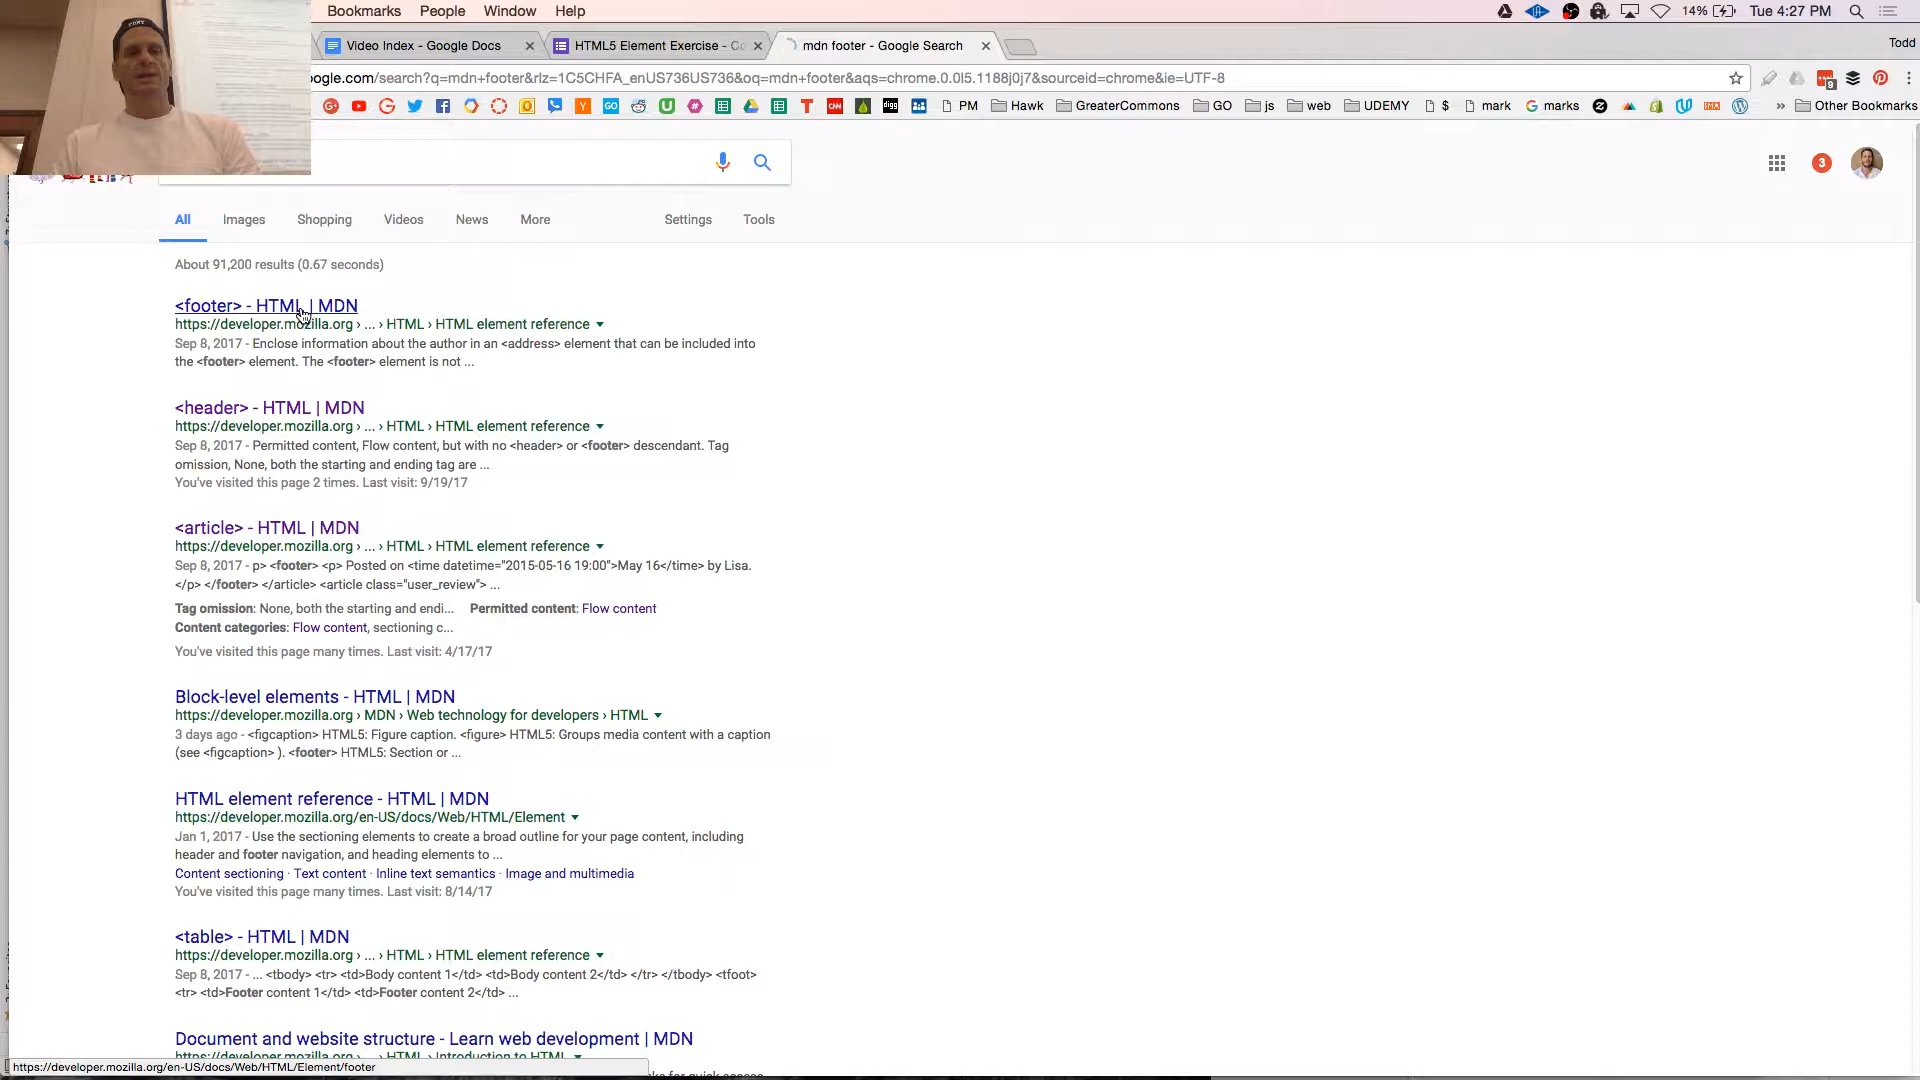 Bookmarks People Window Help 14% Tue 4:27 PM
Video Index - Google Docs HTML5 Element Exercise - Co mdn footer - Google Search Todd
ogle.com/search?q=mdn+footer&rlz=1C5CHFA_enUS736US736&oq=mdn+footer&aqs=chrome.0.0l5.1188j0j7&sourceid=chrome&ie=UTF-8
PM Hawk GreaterCommons GO js web UDEMY $ mark marks Other Bookmarks
All Images Shopping Videos News More Settings Tools
3
About 91,200 results (0.67 seconds)
<footer> - HTML | MDN
https://developer.mozilla.org › ... › HTML › HTML element reference
Sep 8, 2017 - Enclose information about the author in an <address> element that can be included into
the <footer> element. The <footer> element is not ...
<header> - HTML | MDN
https://developer.mozilla.org › ... › HTML › HTML element reference
Sep 8, 2017 - Permitted content, Flow content, but with no <header> or <footer> descendant. Tag
omission, None, both the starting and ending tag are ...
You've visited this page 2 times. Last visit: 9/19/17
<article> - HTML | MDN
https://developer.mozilla.org › ... › HTML › HTML element reference
Sep 8, 2017 - p> <footer> <p> Posted on <time datetime="2015-05-16 19:00">May 16</time> by Lisa.
</p> </footer> </article> <article class="user_review"> ...
Tag omission: None, both the starting and endi... Permitted content: Flow content
Content categories: Flow content, sectioning c...
You've visited this page many times. Last visit: 4/17/17
Block-level elements - HTML | MDN
https://developer.mozilla.org › MDN › Web technology for developers › HTML
3 days ago - <figcaption> HTML5: Figure caption. <figure> HTML5: Groups media content with a caption
(see <figcaption> ). <footer> HTML5: Section or ...
HTML element reference - HTML | MDN
https://developer.mozilla.org/en-US/docs/Web/HTML/Element
Jan 1, 2017 - Use the sectioning elements to create a broad outline for your page content, including
header and footer navigation, and heading elements to ...
Content sectioning · Text content · Inline text semantics · Image and multimedia
You've visited this page many times. Last visit: 8/14/17
<table> - HTML | MDN
https://developer.mozilla.org › ... › HTML › HTML element reference
Sep 8, 2017 - ... <tbody> <tr> <td>Body content 1</td> <td>Body content 2</td> </tr> </tbody> <tfoot>
<tr> <td>Footer content 1</td> <td>Footer content 2</td> ...
Document and website structure - Learn web development | MDN
https://developer.mozilla.org › ... › HTML › Introduction to HTML
https://developer.mozilla.org/en-US/docs/Web/HTML/Element/footer